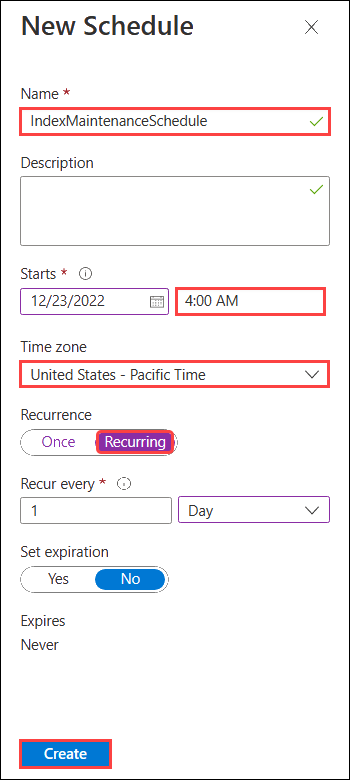 New Schedule
Name *
IndexMaintenanceSchedule
Description
Starts *
12/23/2022 4:00 AM
Time zone
United States - Pacific Time
Recurrence
Once Recurring
Recur every *
1 Day
Set expiration
Yes No
Expires
Never
Create